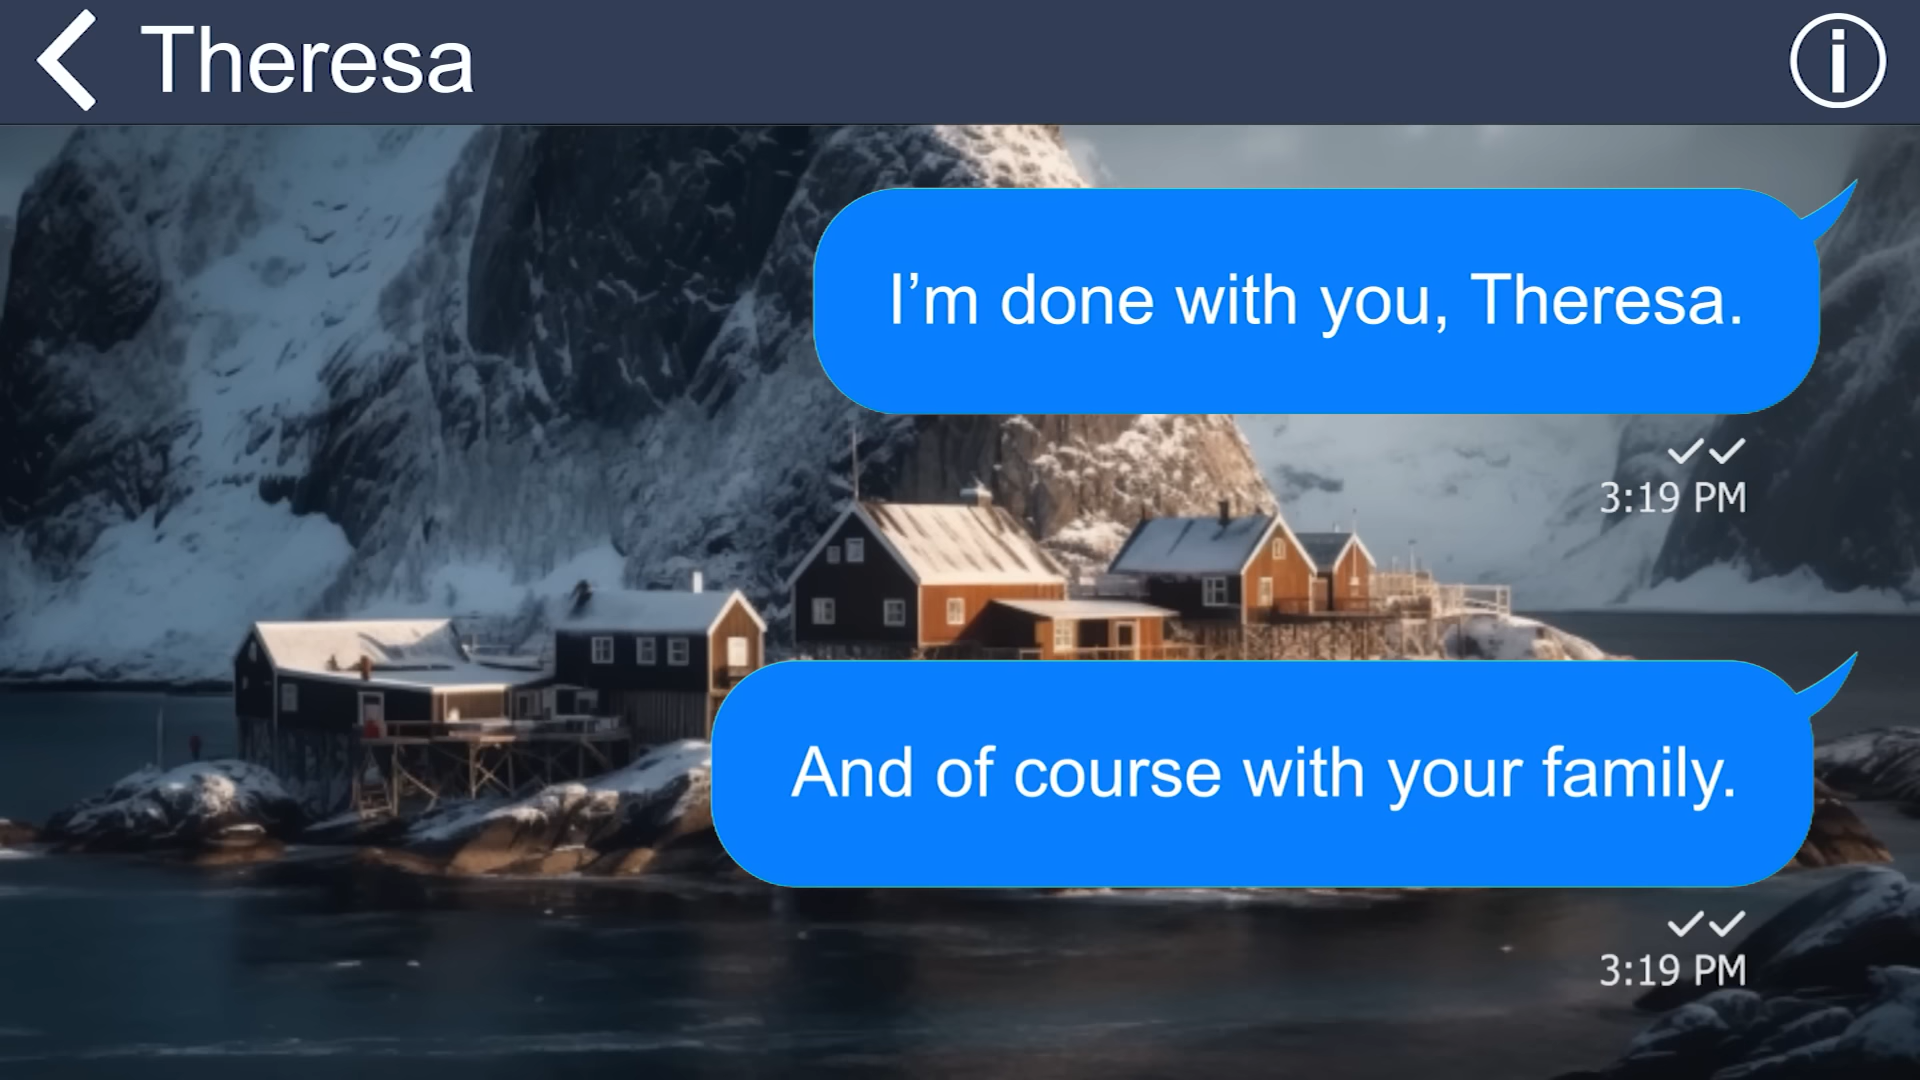 Theresa
I’m done with you, Theresa.
3:19 PM
And of course with your family.
3:19 PM